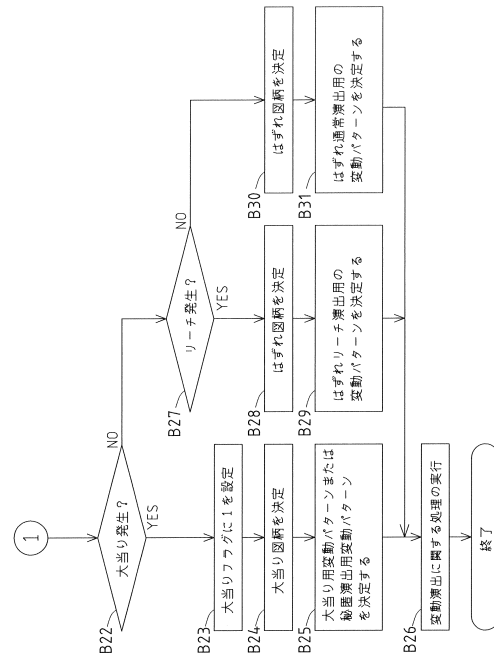 1
B22
大当り発生？
NO
YES
B23
大当りフラグに１を設定
B24
大当り図柄を決定
B25
大当り用変動パターンまたは
秘匿演出用変動パターン
を決定する
B26
変動演出に関する処理の実行
終了
B27
リーチ発生？
NO
YES
B28
はずれ図柄を決定
B29
はずれリーチ演出用の
変動パターンを決定する
B30
はずれ図柄を決定
B31
はずれ通常演出用の
変動パターンを決定する